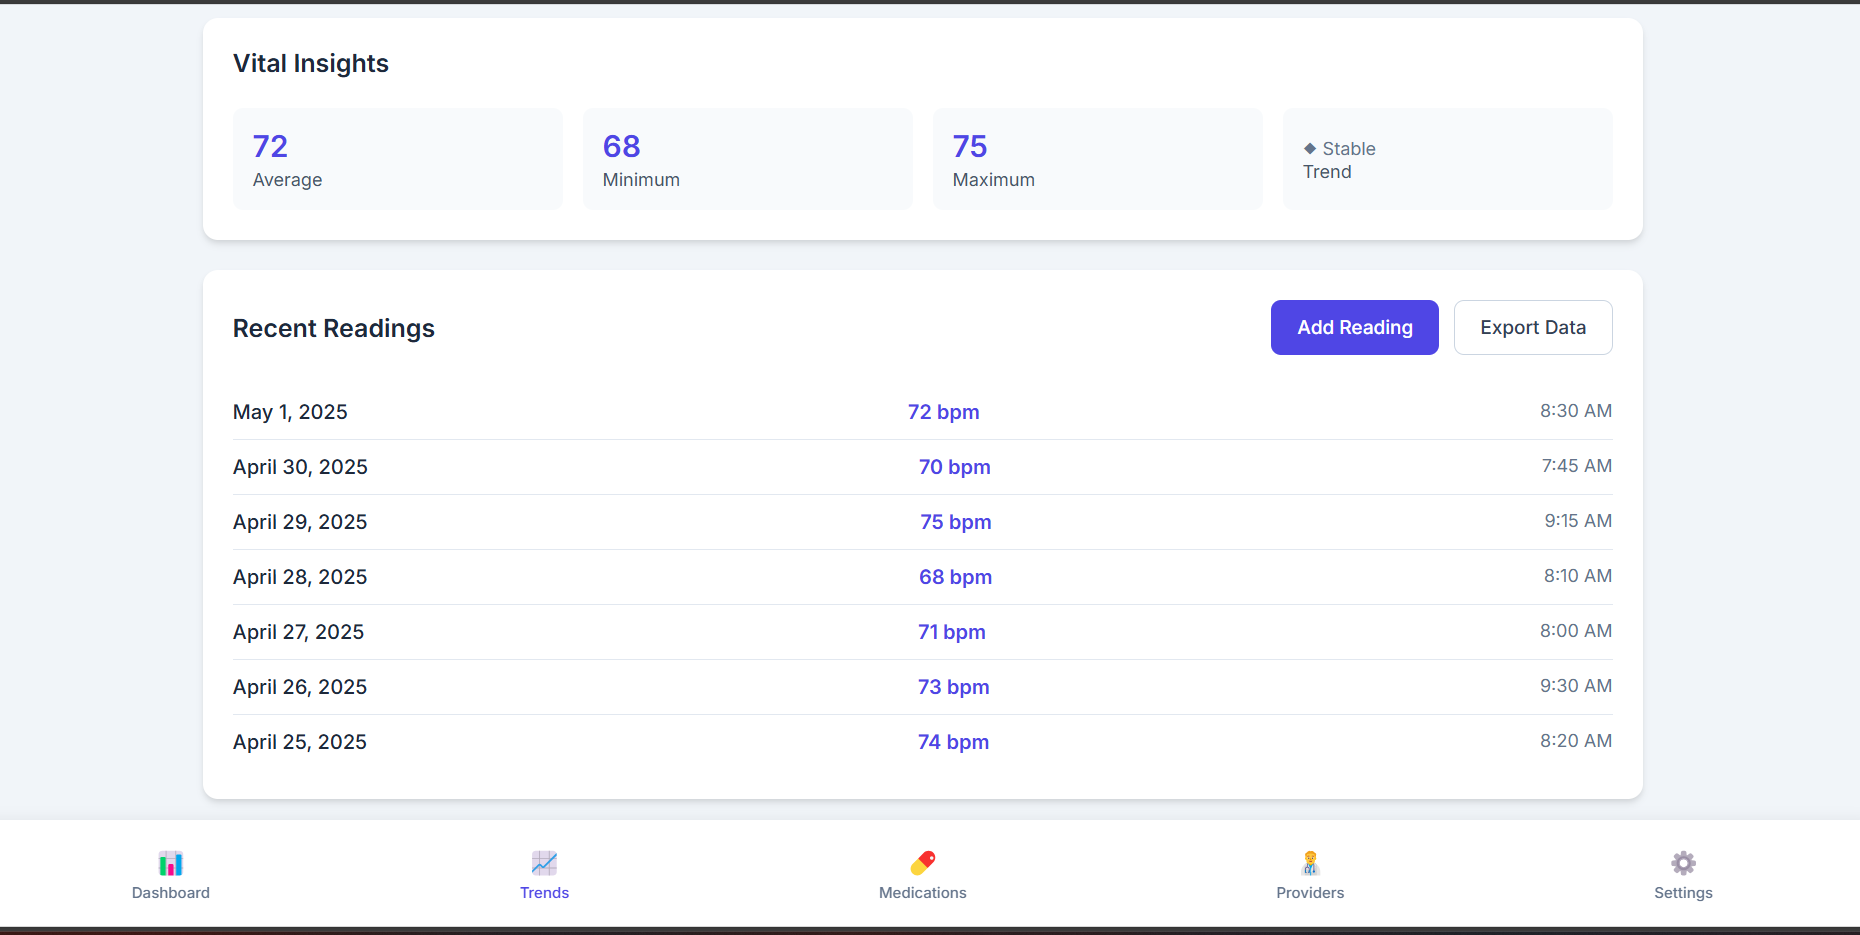 Vital Insights
72
Average
68
Minimum
75
Maximum
◆ Stable
Trend
Recent Readings
Add Reading
Export Data
May 1, 2025 72 bpm 8:30 AM
April 30, 2025 70 bpm 7:45 AM
April 29, 2025 75 bpm 9:15 AM
April 28, 2025 68 bpm 8:10 AM
April 27, 2025 71 bpm 8:00 AM
April 26, 2025 73 bpm 9:30 AM
April 25, 2025 74 bpm 8:20 AM
Dashboard
Trends
Medications
Providers
Settings